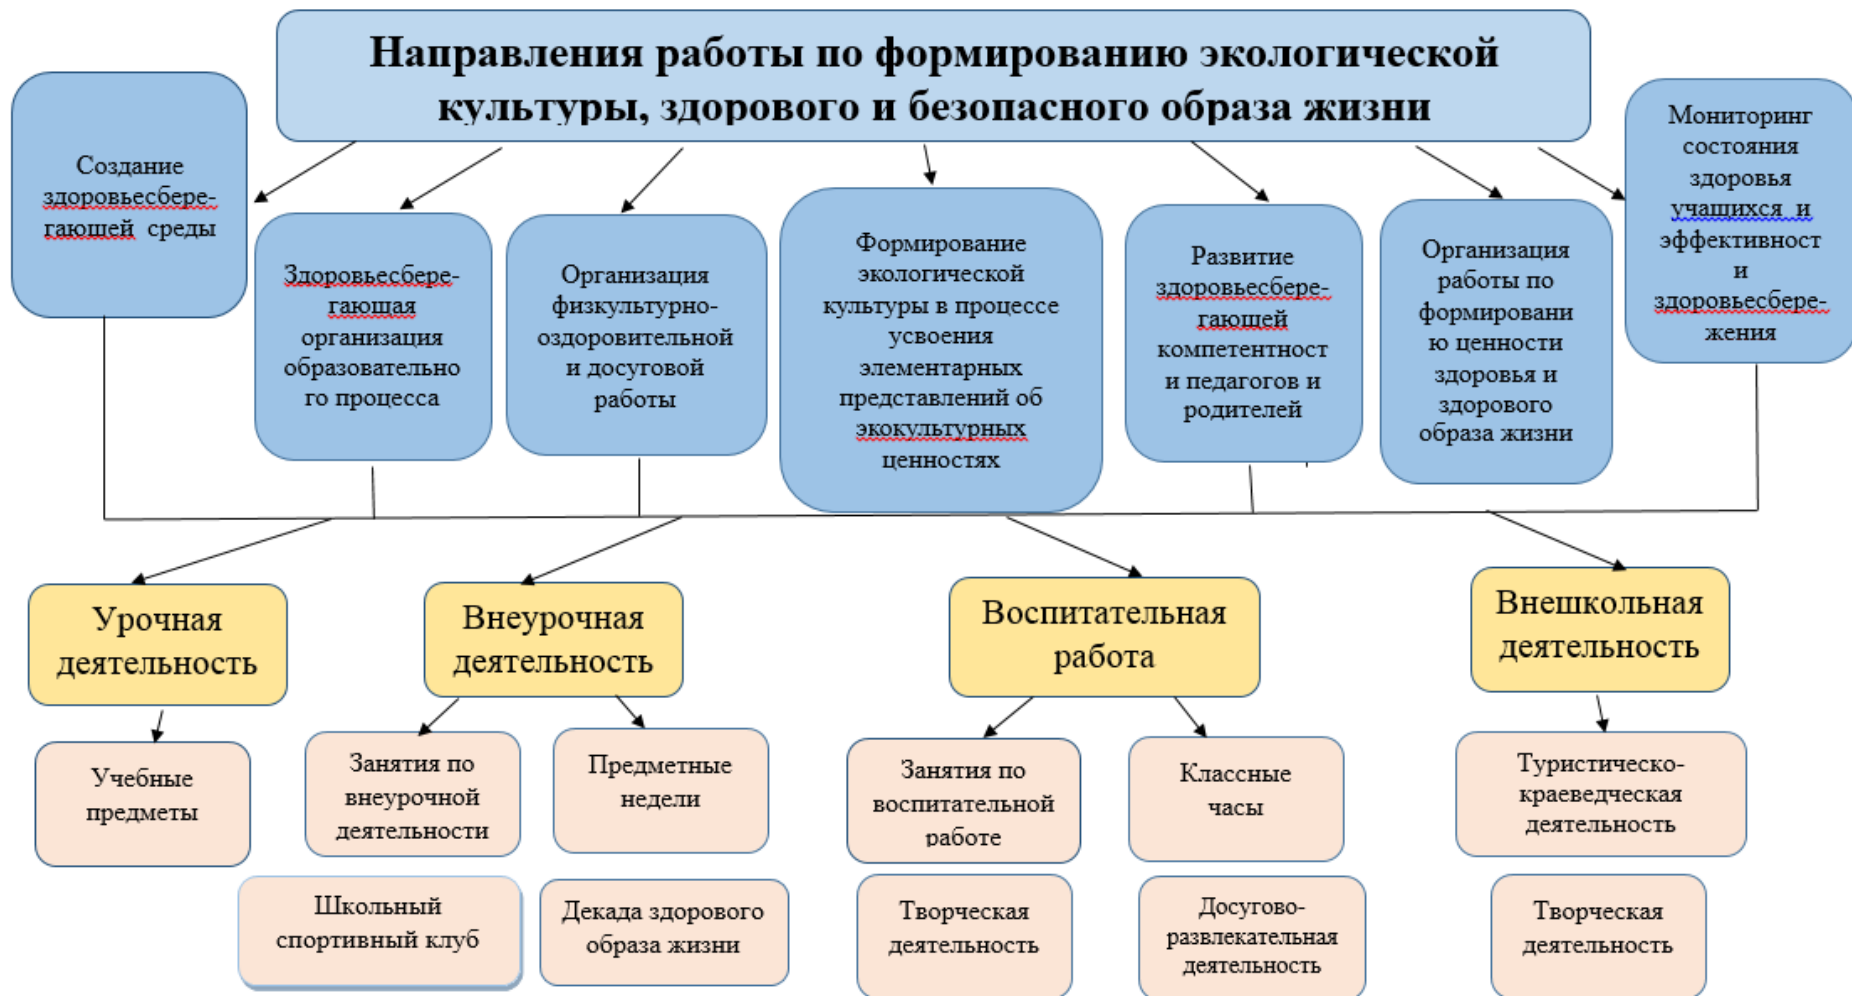 Направления работы по формированию экологической
культуры, здорового и безопасного образа жизни
Создание
здоровьесбере-
гающей среды
Здоровьесбере-
гающая
организация
образовательно
го процесса
Организация
физкультурно-
оздоровительной
и досуговой
работы
Формирование
экологической
культуры в процессе
усвоения
элементарных
представлений об
экокультурных
ценностях
Развитие
здоровьесбере-
гающей
компетентност
и педагогов и
родителей
Организация
работы по
формировани
ю ценности
здоровья и
здорового
образа жизни
Мониторинг
состояния
здоровья
учащихся и
эффективност
и
здоровьесбере-
жения
Урочная
деятельность
Внеурочная
деятельность
Воспитательная
работа
Внешкольная
деятельность
Учебные
предметы
Занятия по
внеурочной
деятельности
Предметные
недели
Занятия по
воспитательной
работе
Классные
часы
Туристическо-
краеведческая
деятельность
Школьный
спортивный клуб
Декада здорового
образа жизни
Творческая
деятельность
Досугово-
развлекательная
деятельность
Творческая
деятельность